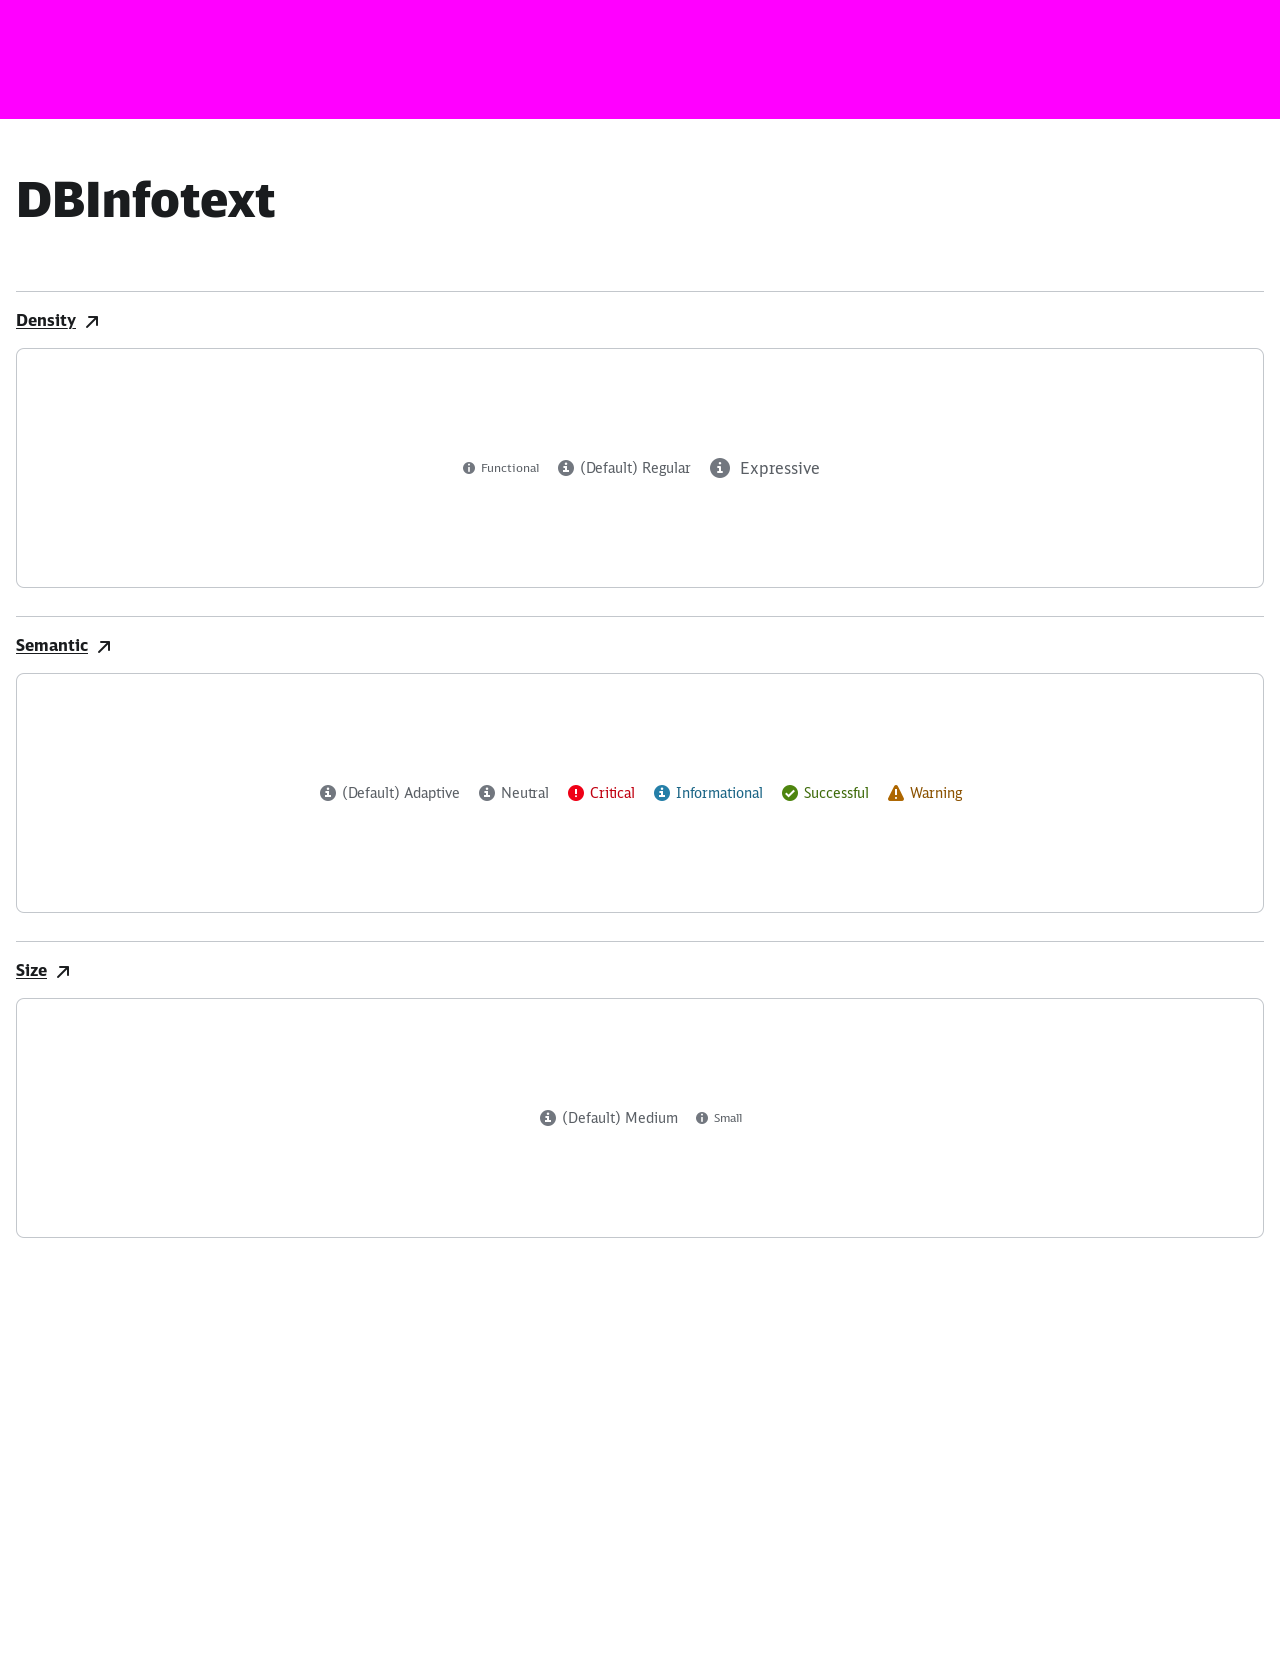 DBInfotext
Density
Functional (Default) Regular Expressive
Semantic
(Default) Adaptive Neutral Critical Informational Successful Warning
Size
(Default) Medium Small